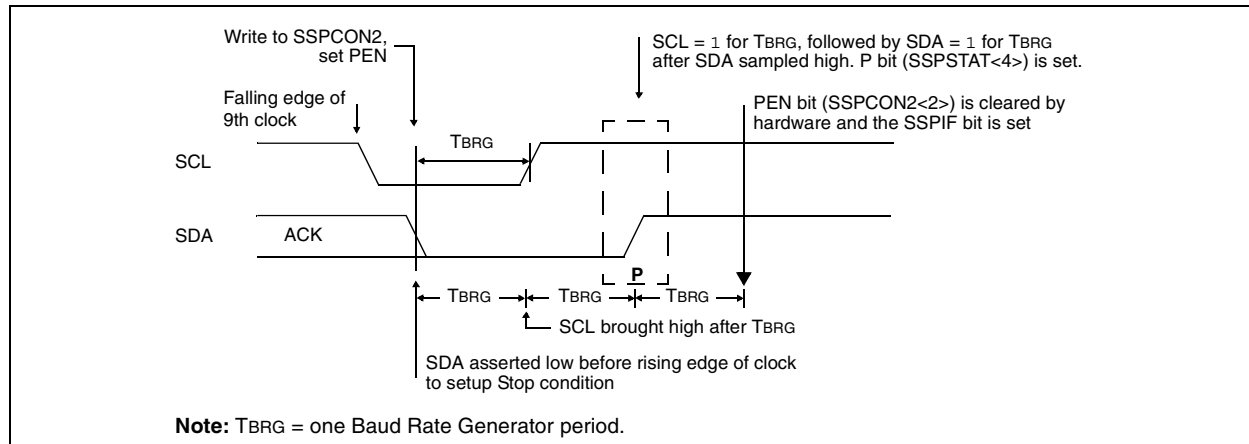 Write to SSPCON2,
set PEN
SCL = 1 for TBRG, followed by SDA = 1 for TBRG
after SDA sampled high. P bit (SSPSTAT<4>) is set.
Falling edge of
9th clock
PEN bit (SSPCON2<2>) is cleared by
hardware and the SSPIF bit is set
TBRG
SCL
SDA
ACK
P
TBRG
TBRG
TBRG
SCL brought high after TBRG
SDA asserted low before rising edge of clock
to setup Stop condition
Note: TBRG = one Baud Rate Generator period.